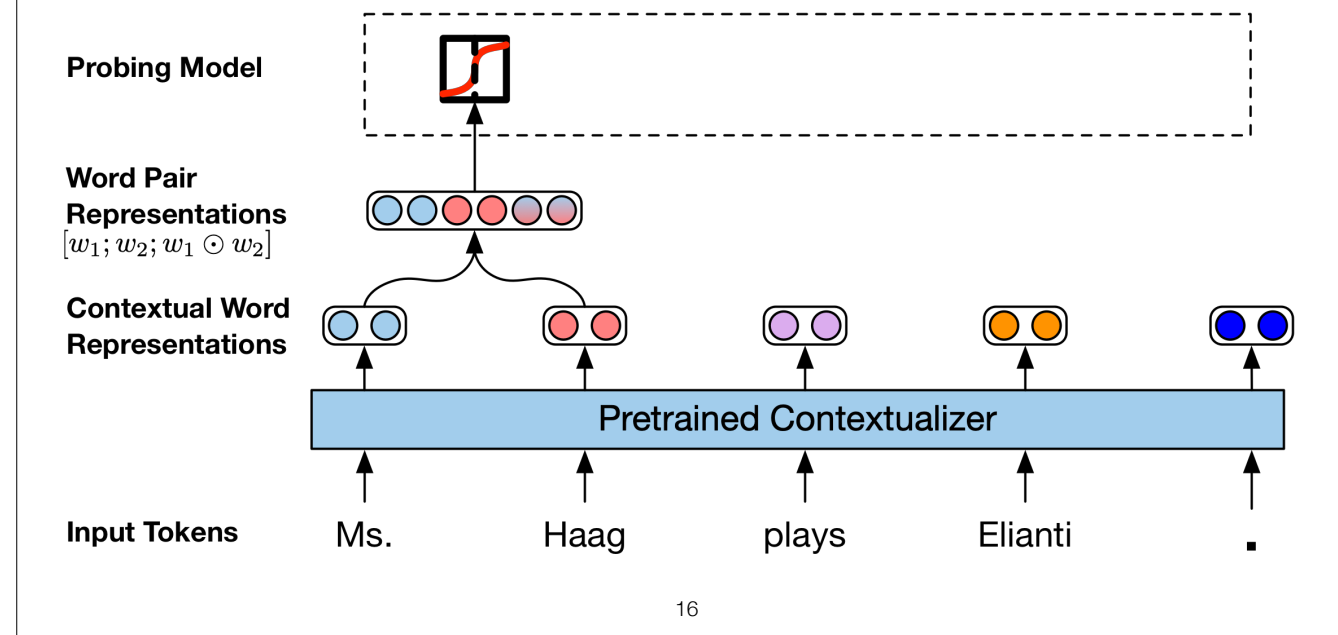 Probing Model
Word Pair
Representations
[w₁; w₂; w₁ ⊙ w₂]
Contextual Word
Representations
Pretrained Contextualizer
Input Tokens
Ms. Haag plays Elianti .
16